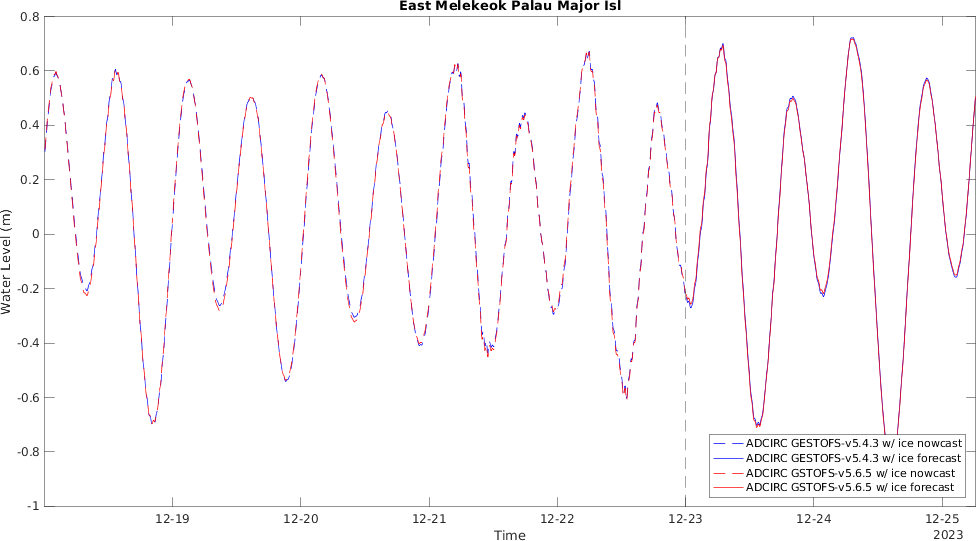 East Melekeok Palau Major Isl
0.8
0.6
0.4
0.2
0
-0.2
-0.4
-0.6
-0.8
-1
Water Level (m)
ADCIRC GESTOFS-v5.4.3 w/ ice nowcast
ADCIRC GESTOFS-v5.4.3 w/ ice forecast
ADCIRC GSTOFS-v5.6.5 w/ ice nowcast
ADCIRC GSTOFS-v5.6.5 w/ ice forecast
12-19 12-20 12-21 12-22 12-23 12-24 12-25
Time
2023